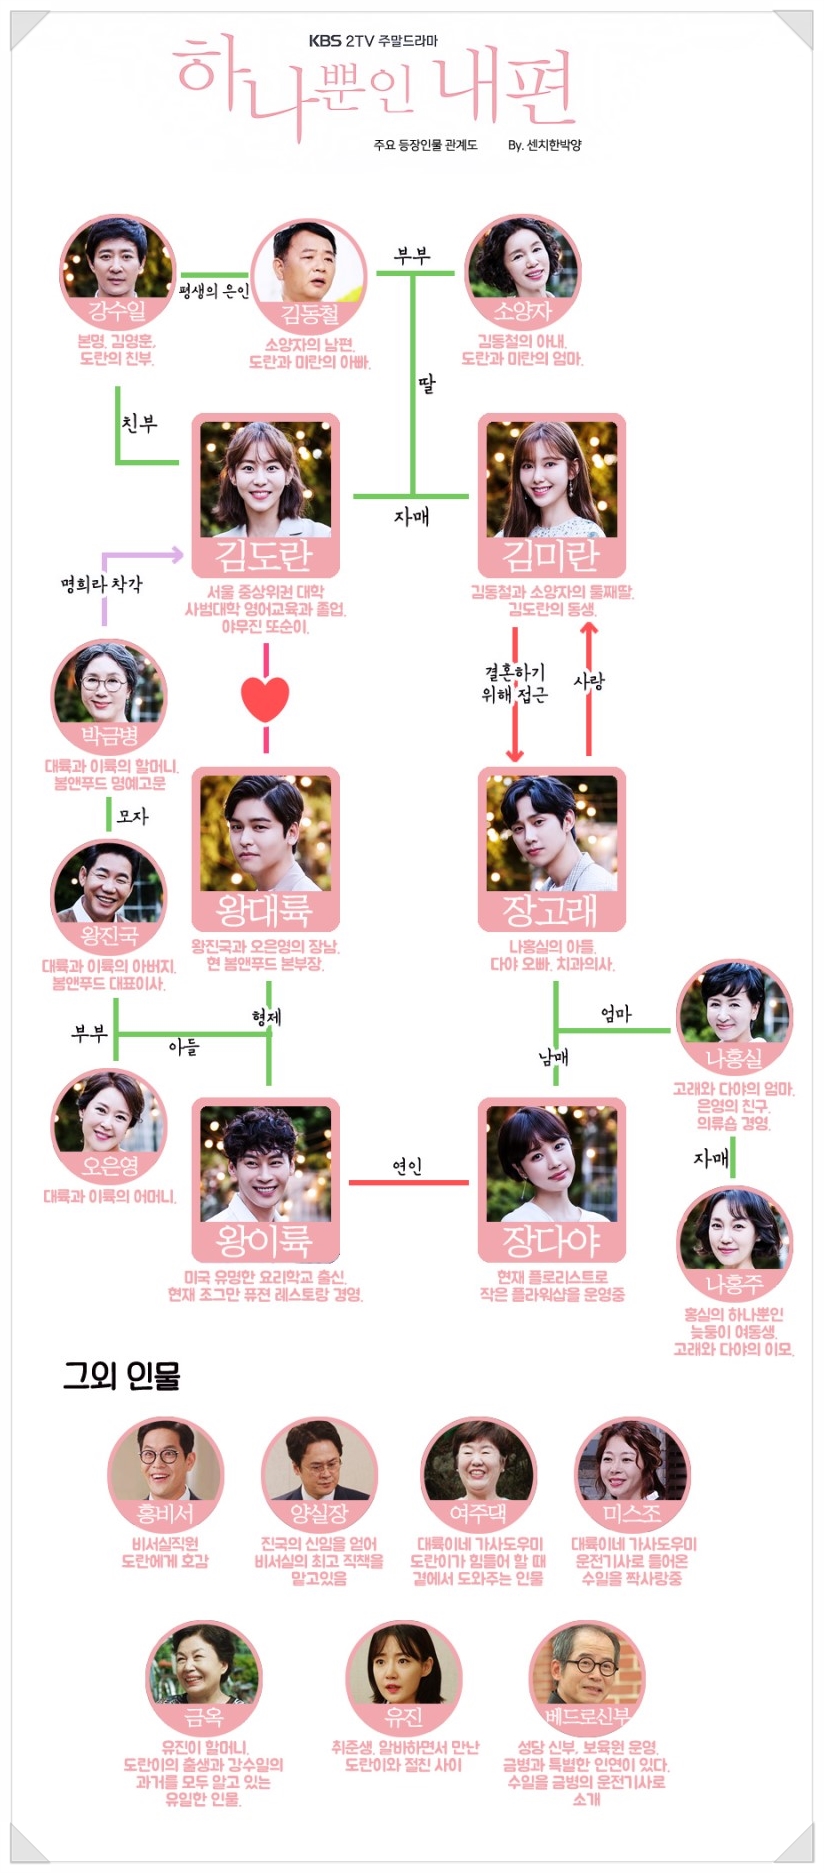 KBS 2TV 주말드라마
하나뿐인 내편
주요 등장인물 관계도 By. 센치한박양
강수일
본명. 김영훈.
도란의 친부.
평생의 은인
김동철
소양자의 남편.
도란과 미란의 아빠.
부부
소양자
김동철의 아내.
도란과 미란의 엄마.
딸
친부
자매
김도란
서울 중상위권 대학
사범대학 영어교육과 졸업.
야무진 또순이.
김미란
김동철과 소양자의 둘째딸.
김도란의 동생.
명희라 착각
결혼하기
위해 접근
사랑
박금병
대륙과 이륙의 할머니.
봄앤푸드 명예고문
모자
왕진국
대륙과 이륙의 아버지.
봄앤푸드 대표이사.
왕대륙
왕진국과 오은영의 장남.
현 봄앤푸드 본부장.
장고래
나홍실의 아들.
다야 오빠. 치과의사.
부부
아들
형제
남매
엄마
나홍실
고래와 다야의 엄마.
은영의 친구.
의류숍 경영.
오은영
대륙과 이륙의 어머니.
왕이륙
미국 유명한 요리학교 출신.
현재 조그만 퓨젼 레스토랑 경영.
연인
장다야
현재 플로리스트로
작은 플라워샵을 운영중
자매
나홍주
홍실의 하나뿐인
늦둥이 여동생.
고래와 다야의 이모.
그외 인물
홍비서
비서실직원
도란에게 호감
양실장
진국의 신임을 얻어
비서실의 최고 직책을
맡고있음
여주댁
대륙이네 가사도우미
도란이가 힘들어 할 때
곁에서 도와주는 인물
미스조
대륙이네 가사도우미
운전기사로 들어온
수일을 짝사랑중
금옥
유진이 할머니.
도란이의 출생과 강수일의
과거를 모두 알고 있는
유일한 인물.
유진
취준생. 알바하면서 만난
도란이와 절친 사이
베드로신부
성당 신부, 보육원 운영.
금병과 특별한 인연이 있다.
수일을 금병의 운전기사로
소개